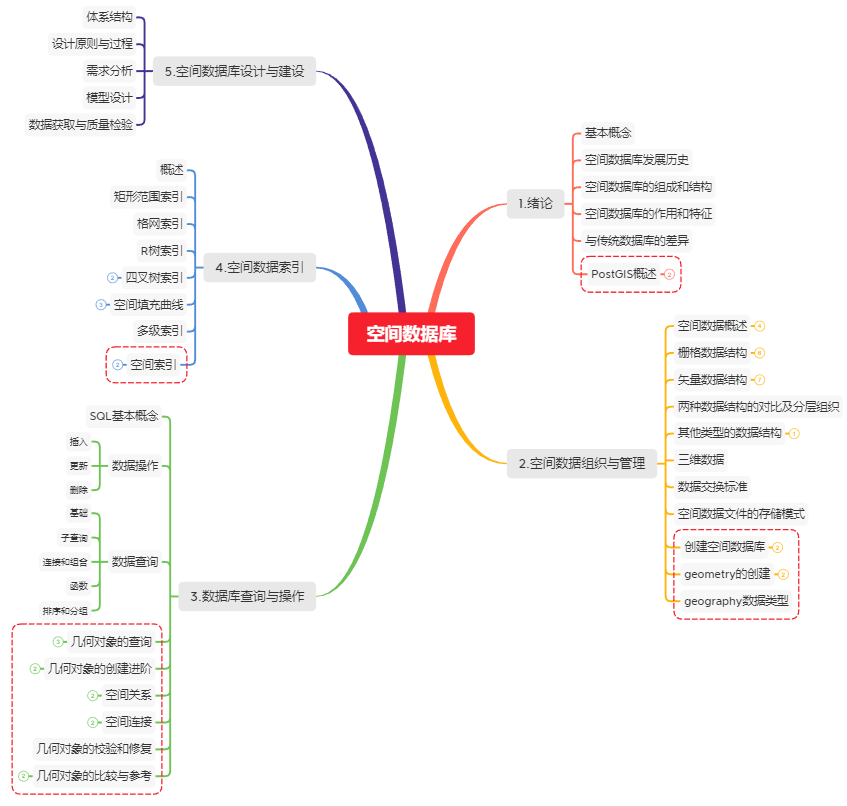 空间数据库
1.绪论
基本概念
空间数据库发展历史
空间数据库的组成和结构
空间数据库的作用和特征
与传统数据库的差异
PostGIS概述 2
2.空间数据组织与管理
空间数据概述 4
栅格数据结构 6
矢量数据结构 7
两种数据结构的对比及分层组织
其他类型的数据结构 1
三维数据
数据交换标准
空间数据文件的存储模式
创建空间数据库 2
geometry的创建 2
geography数据类型
3.数据库查询与操作
SQL基本概念
数据操作
插入
更新
删除
数据查询
基础
子查询
连接和组合
函数
排序和分组
3 几何对象的查询
2 几何对象的创建进阶
2 空间关系
2 空间连接
几何对象的校验和修复
2 几何对象的比较与参考
4.空间数据索引
概述
矩形范围索引
格网索引
R树索引
2 四叉树索引
3 空间填充曲线
多级索引
2 空间索引
5.空间数据库设计与建设
体系结构
设计原则与过程
需求分析
模型设计
数据获取与质量检验